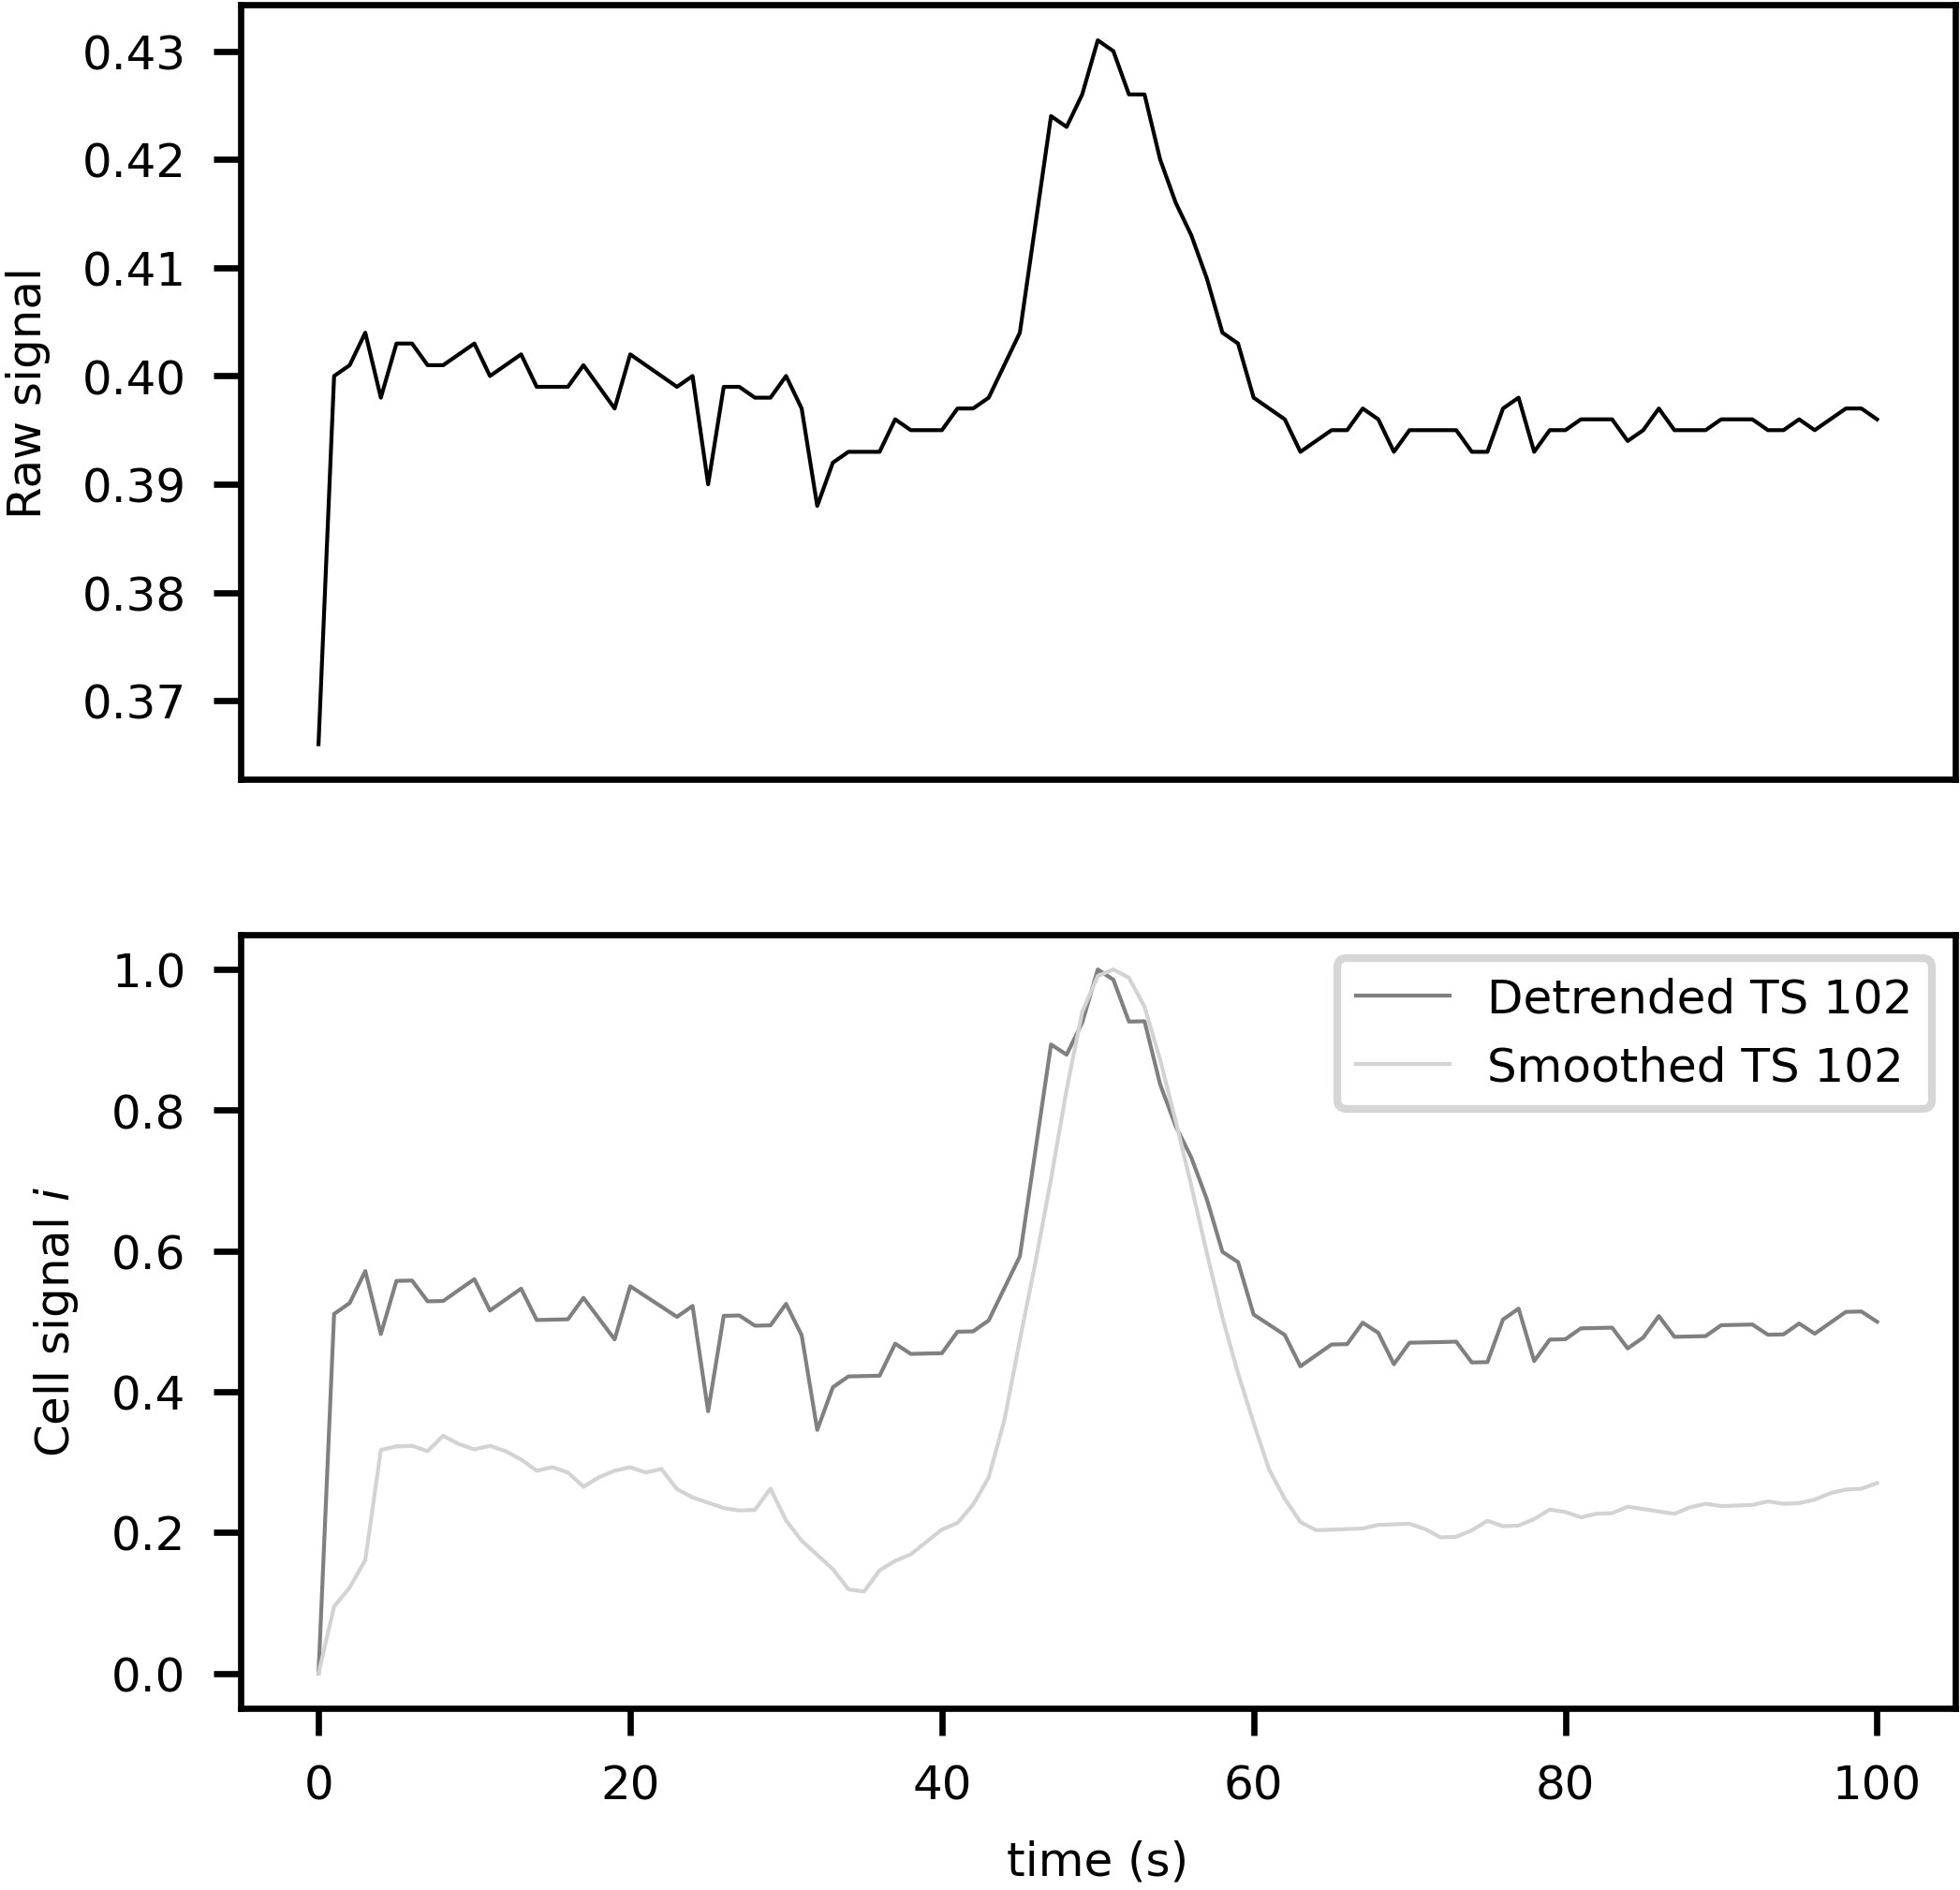 0.43
0.42
0.41
0.40
0.39
0.38
0.37
Raw signal
1.0
0.8
0.6
0.4
0.2
0.0
Cell signal i
Detrended TS 102
Smoothed TS 102
0 20 40 60 80 100
time (s)